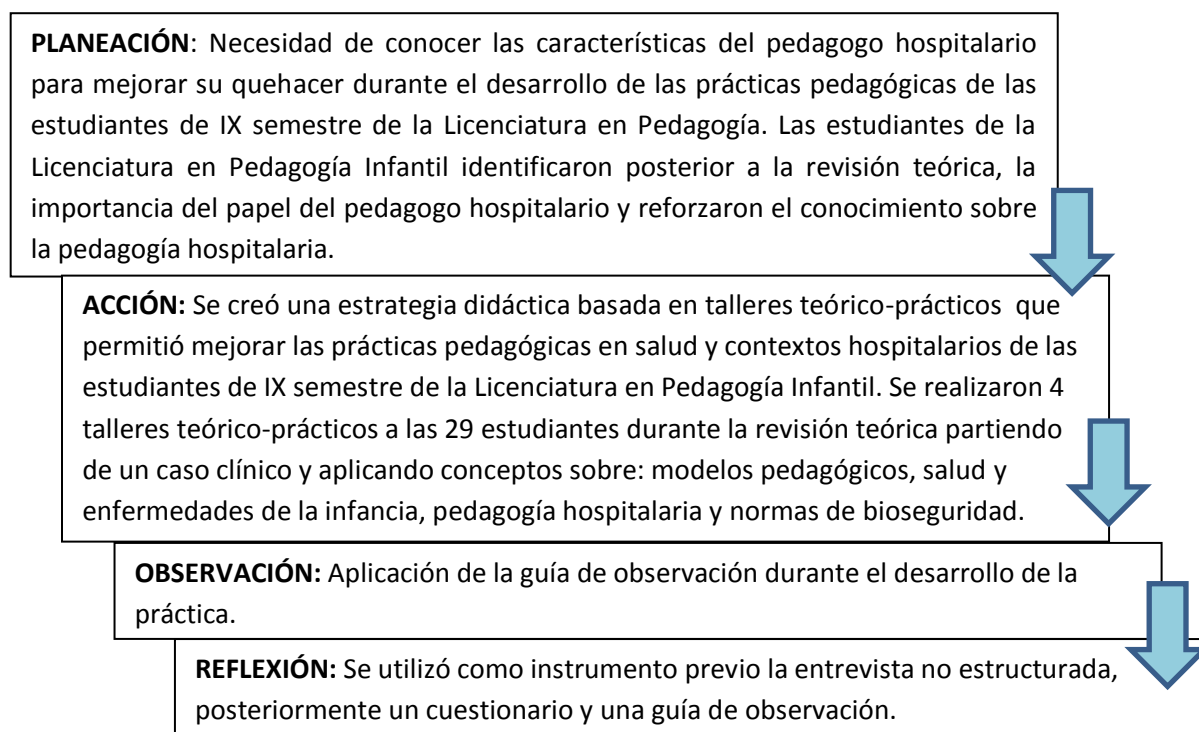 PLANEACIÓN: Necesidad de conocer las características del pedagogo hospitalario
para mejorar su quehacer durante el desarrollo de las prácticas pedagógicas de las
estudiantes de IX semestre de la Licenciatura en Pedagogía. Las estudiantes de la
Licenciatura en Pedagogía Infantil identificaron posterior a la revisión teórica, la
importancia del papel del pedagogo hospitalario y reforzaron el conocimiento sobre
la pedagogía hospitalaria.
ACCIÓN: Se creó una estrategia didáctica basada en talleres teórico-prácticos que
permitió mejorar las prácticas pedagógicas en salud y contextos hospitalarios de las
estudiantes de IX semestre de la Licenciatura en Pedagogía Infantil. Se realizaron 4
talleres teórico-prácticos a las 29 estudiantes durante la revisión teórica partiendo
de un caso clínico y aplicando conceptos sobre: modelos pedagógicos, salud y
enfermedades de la infancia, pedagogía hospitalaria y normas de bioseguridad.
OBSERVACIÓN: Aplicación de la guía de observación durante el desarrollo de la
práctica.
REFLEXIÓN: Se utilizó como instrumento previo la entrevista no estructurada,
posteriormente un cuestionario y una guía de observación.